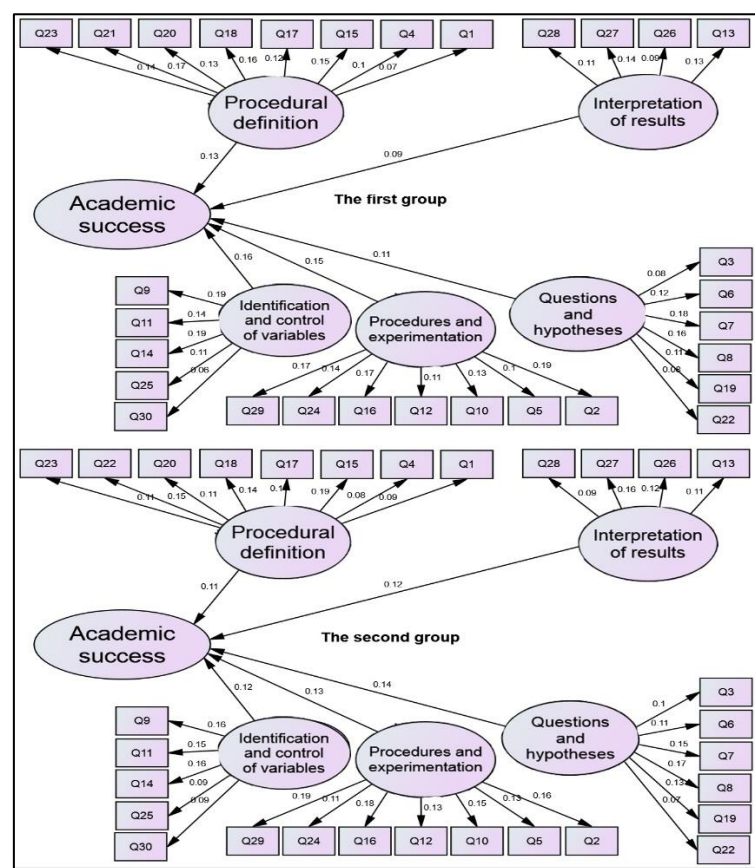 Q23 Q21 Q20 Q18 Q17 Q15 Q4 Q1
Q28 Q27 Q26 Q13
0.14 0.17 0.13 0.16 0.12 0.15 0.1 0.07
0.11 0.14 0.09 0.13
Procedural
definition
Interpretation
of results
0.13
0.09
Academic
success
The first group
0.16
0.15
0.11
Q9
Q11
Q14
Q25
Q30
0.19
0.14
0.19
0.11
0.06
Identification
and control
of variables
Procedures and
experimentation
Questions
and
hypotheses
0.08
0.12
0.18
0.16
0.11
0.08
Q3
Q6
Q7
Q8
Q19
Q22
0.17 0.14 0.17 0.11 0.13 0.1 0.19
Q29 Q24 Q16 Q12 Q10 Q5 Q2
Q23 Q22 Q20 Q18 Q17 Q15 Q4 Q1
Q28 Q27 Q26 Q13
0.11 0.15 0.11 0.14 0.19 0.08 0.09
0.09 0.16 0.12 0.11
Procedural
definition
Interpretation
of results
0.11
0.12
Academic
success
The second group
0.12
0.13
0.14
Q9
Q11
Q14
Q25
Q30
0.16
0.15
0.16
0.09
0.09
Identification
and control
of variables
Procedures and
experimentation
Questions
and
hypotheses
0.1
0.11
0.15
0.17
0.13
0.07
Q3
Q6
Q7
Q8
Q19
Q22
0.19 0.11 0.18 0.13 0.15 0.13 0.16
Q29 Q24 Q16 Q12 Q10 Q5 Q2